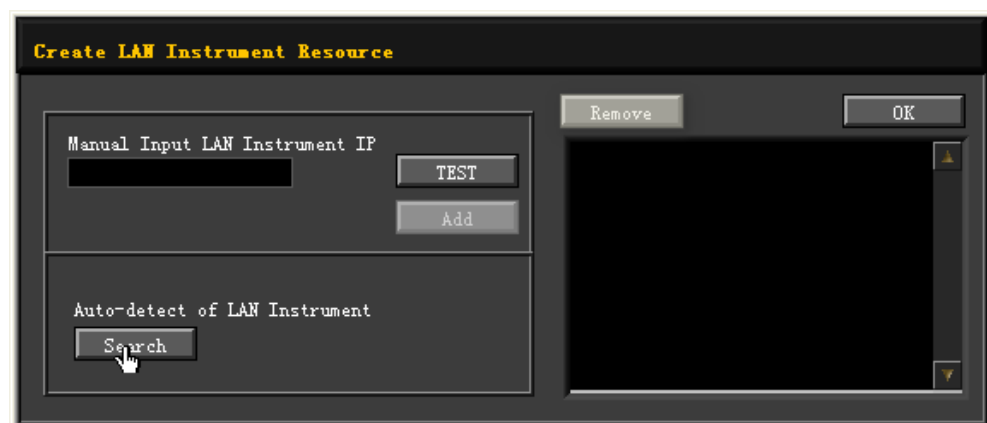 Create LAN Instrument Resource
Remove
OK
Manual Input LAN Instrument IP
TEST
Add
Auto-detect of LAN Instrument
Search